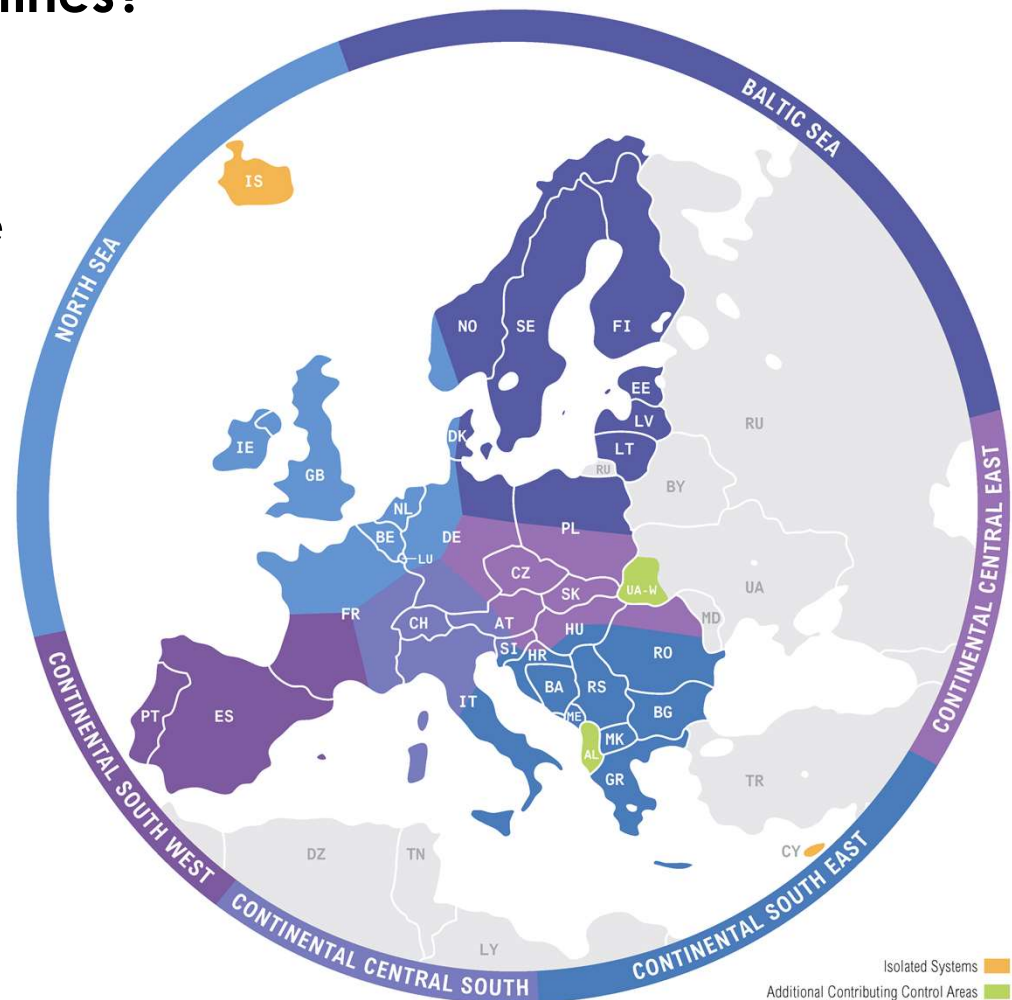 IS
BALTIC SEA
NORTH SEA
NO
SE
FI
EE
LV
LT
RU
DK
RU
BY
IE
GB
NL
BE
LU
DE
PL
CZ
SK
UA-W
UA
MD
FR
CH
AT
HU
SI
HR
RO
BA
RS
IT
ME
MK
BG
AL
GR
PT
ES
TR
CY
DZ
TN
LY
CONTINENTAL CENTRAL EAST
CONTINENTAL SOUTH WEST
CONTINENTAL CENTRAL SOUTH
CONTINENTAL SOUTH EAST
Isolated Systems
Additional Contributing Control Areas